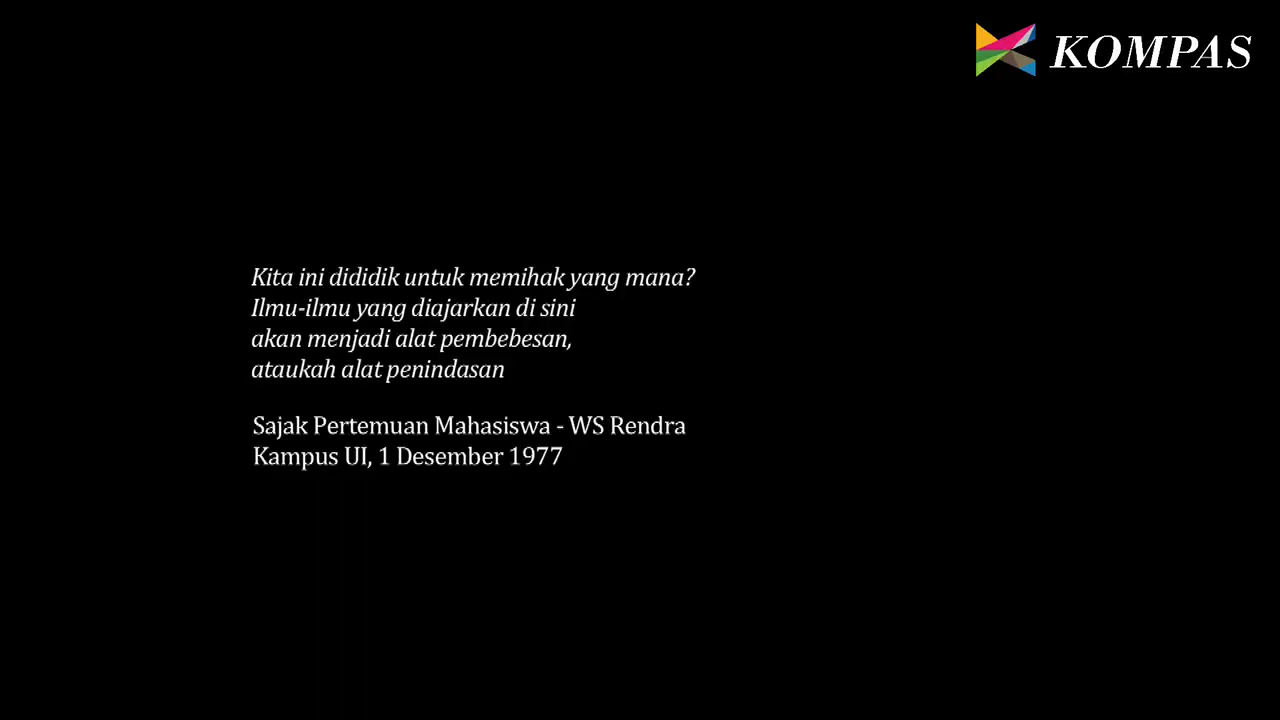 KOMPAS
Kita ini dididik untuk memihak yang mana?
Ilmu-ilmu yang diajarkan di sini
akan menjadi alat pembebesan,
ataukah alat penindasan
Sajak Pertemuan Mahasiswa - WS Rendra
Kampus UI, 1 Desember 1977